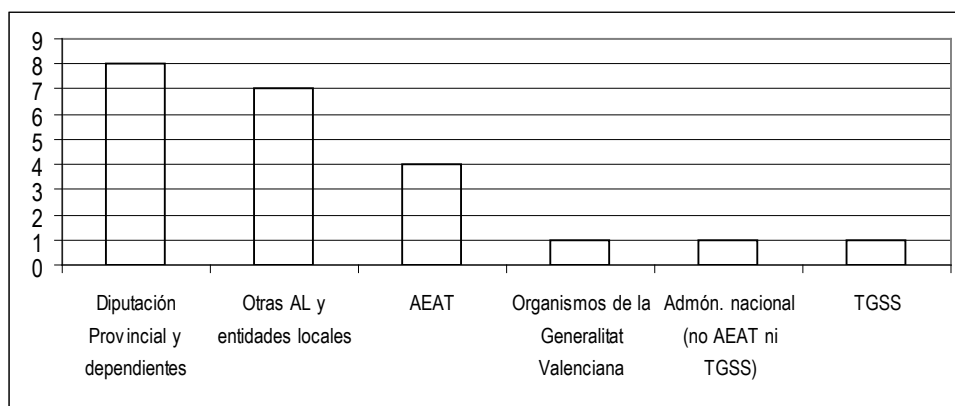 9
8
7
6
5
4
3
2
1
0
Diputación
Provincial y
dependientes
Otras AL y
entidades locales
AEAT
Organismos de la
Generalitat
Valenciana
Admón. nacional
(no AEAT ni
TGSS)
TGSS